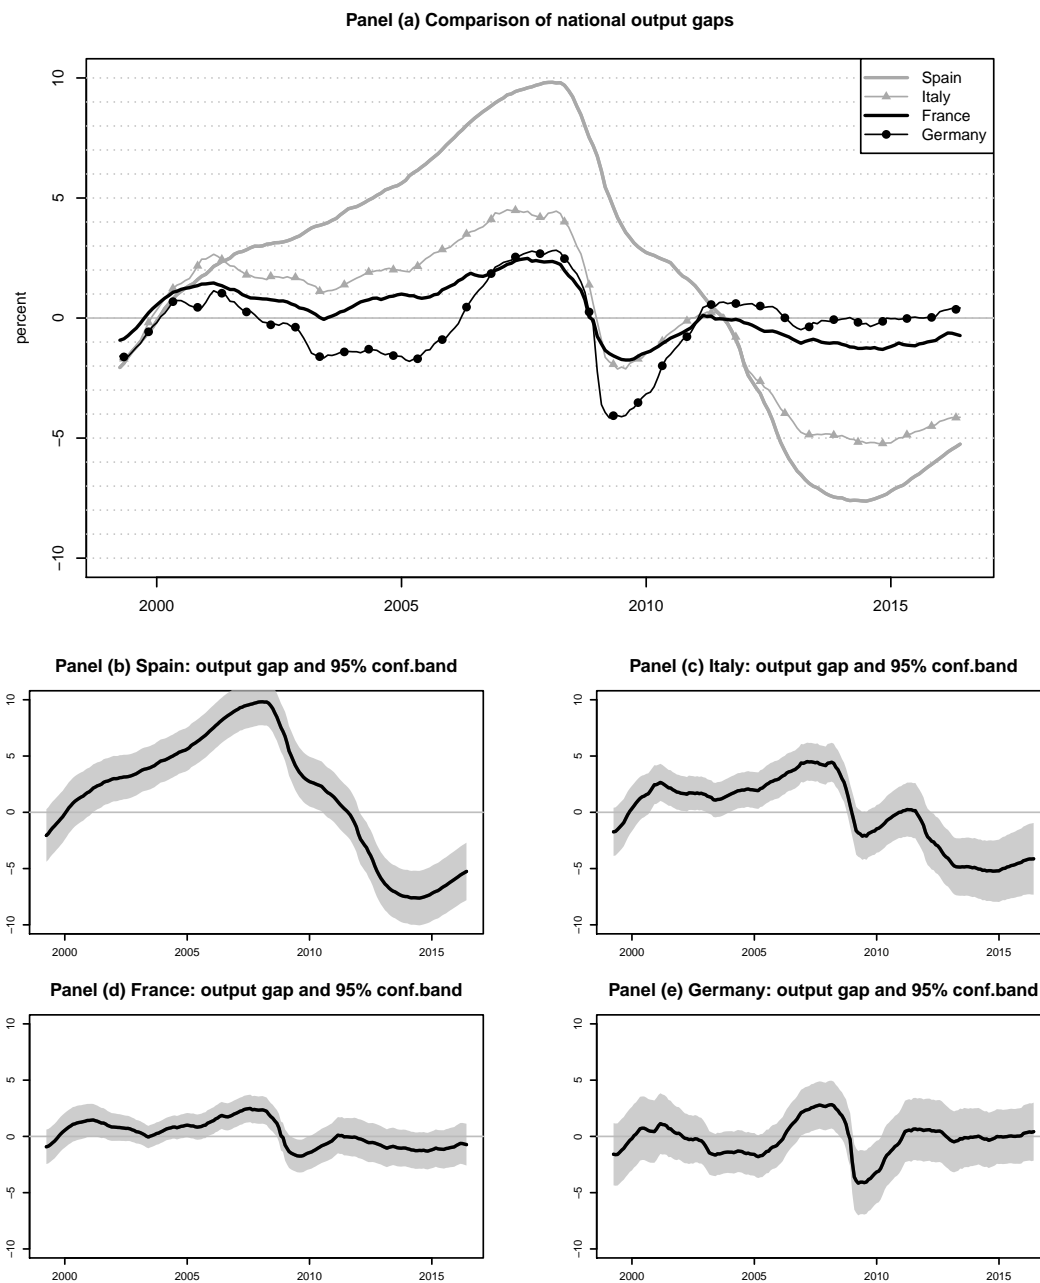 Panel (a) Comparison of national output gaps
percent
10
5
0
−5
−10
2000 2005 2010 2015
Spain
Italy
France
Germany
Panel (b) Spain: output gap and 95% conf.band
10
5
0
−5
−10
2000 2005 2010 2015
Panel (c) Italy: output gap and 95% conf.band
10
5
0
−5
−10
2000 2005 2010 2015
Panel (d) France: output gap and 95% conf.band
10
5
0
−5
−10
2000 2005 2010 2015
Panel (e) Germany: output gap and 95% conf.band
10
5
0
−5
−10
2000 2005 2010 2015